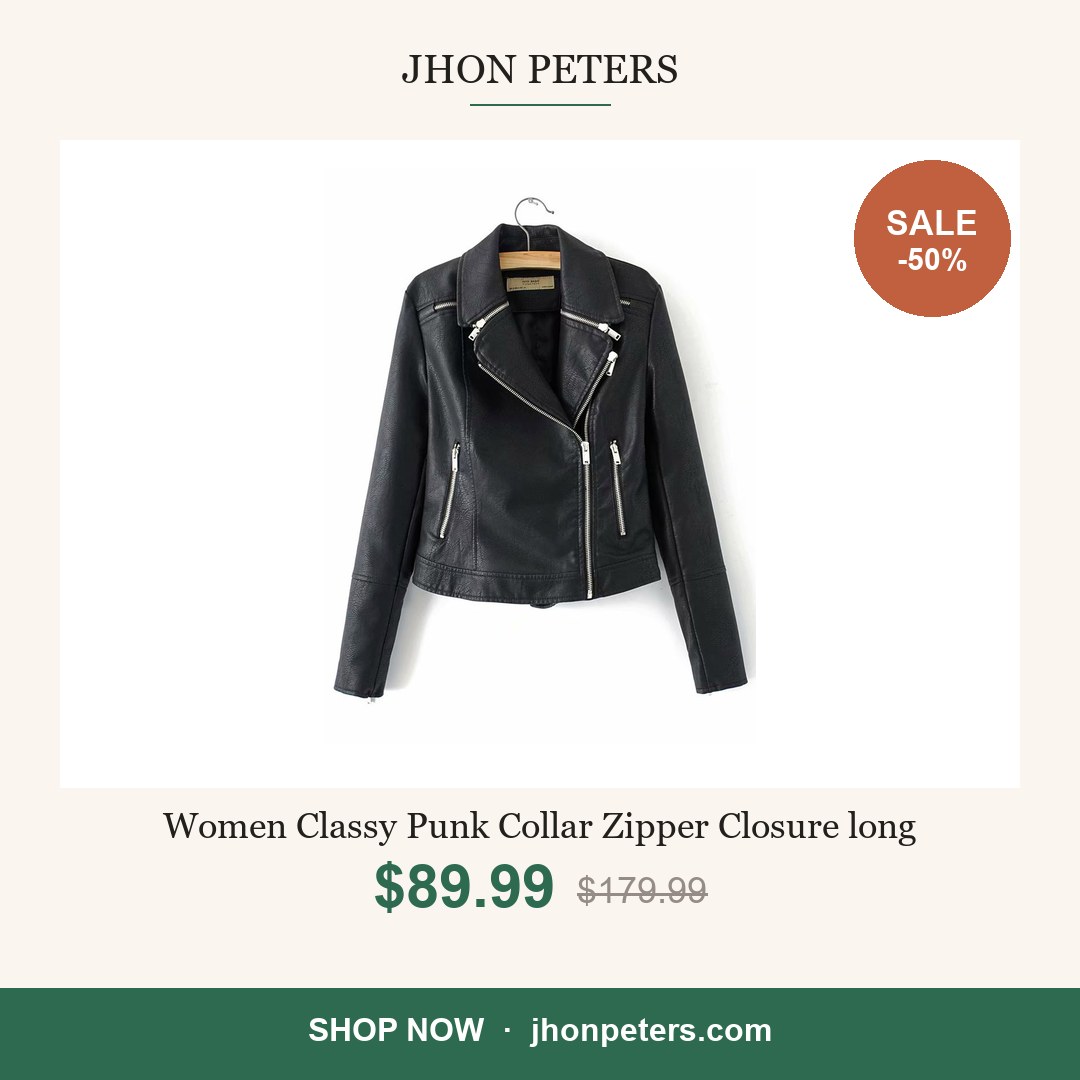 JHON PETERS
SALE
-50%
Women Classy Punk Collar Zipper Closure long
$89.99 $179.99
SHOP NOW · jhonpeters.com